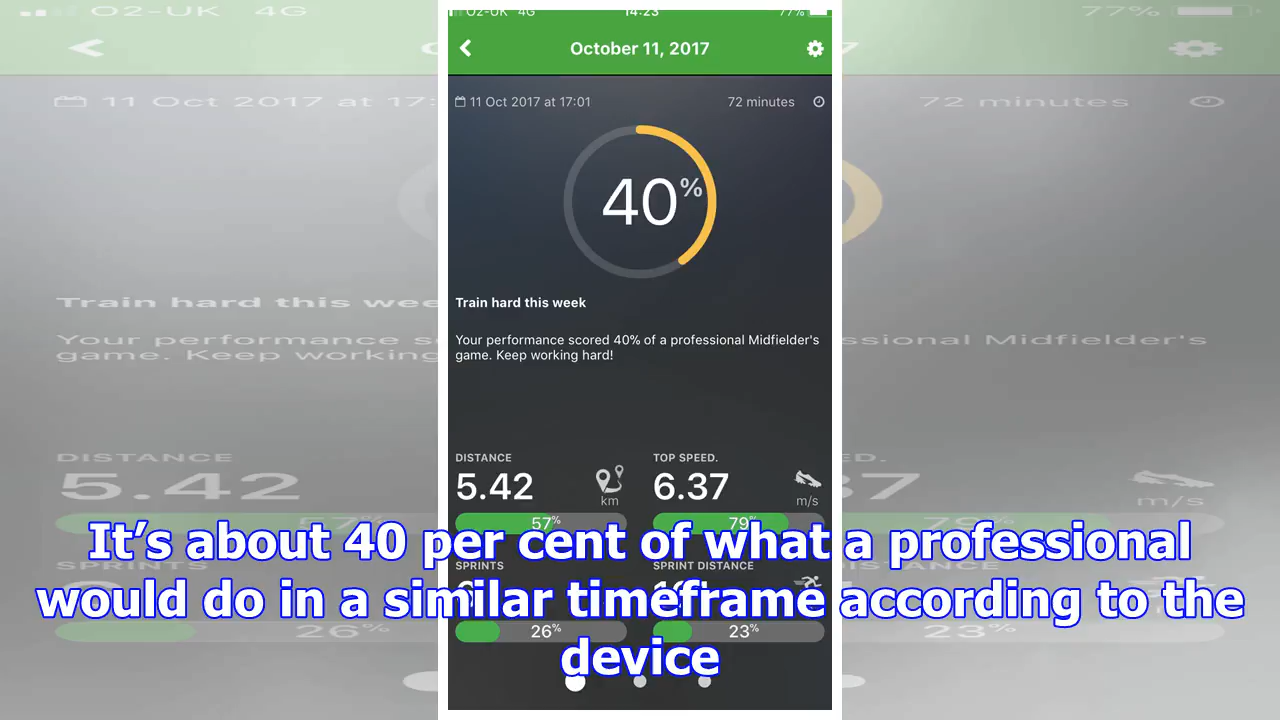 O2-UK 4G 14:23 77%
October 11, 2017
11 Oct 2017 at 17:01 72 minutes
40%
Train hard this week
Your performance scored 40% of a professional Midfielder's
game. Keep working hard!
DISTANCE TOP SPEED.
5.42 km 6.37 m/s
57% 79%
SPRINTS SPRINT DISTANCE
26% 23%
It’s about 40 per cent of what a professional
would do in a similar timeframe according to the
device